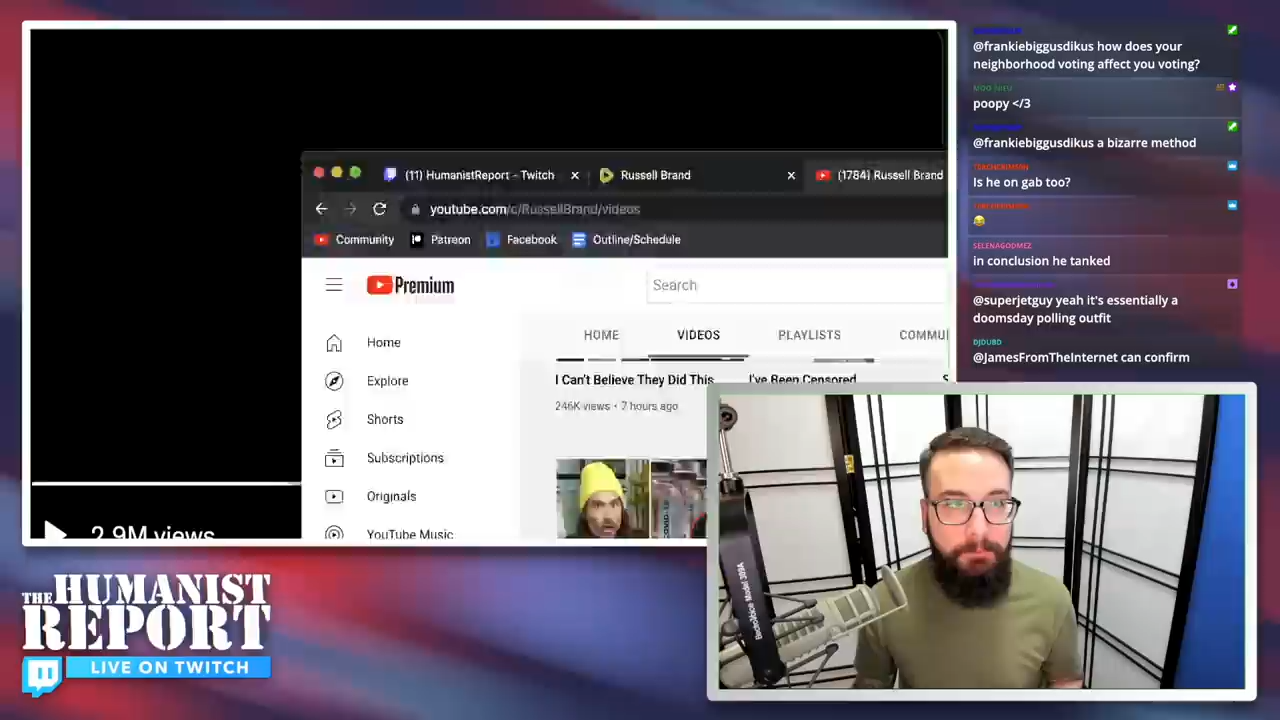 (11) HumanistReport - Twitch
Russell Brand
(1784) Russell Brand
youtube.com/c/RussellBrand/videos
Community
Patreon
Facebook
Outline/Schedule
Premium
Search
HOME
VIDEOS
PLAYLISTS
COMMU
Home
Explore
Shorts
Subscriptions
Originals
YouTube Music
I Can't Believe They Did This
246K views • 7 hours ago
I've Been Censored
2.9M views
@frankiebiggusdikus how does your
neighborhood voting affect you voting?
poopy </3
@frankiebiggusdikus a bizarre method
Is he on gab too?
😂
SELENAGODMEZ
in conclusion he tanked
@superjetguy yeah it's essentially a
doomsday polling outfit
DJDUBD
@JamesFromTheInternet can confirm
THE HUMANIST
REPORT
LIVE ON TWITCH